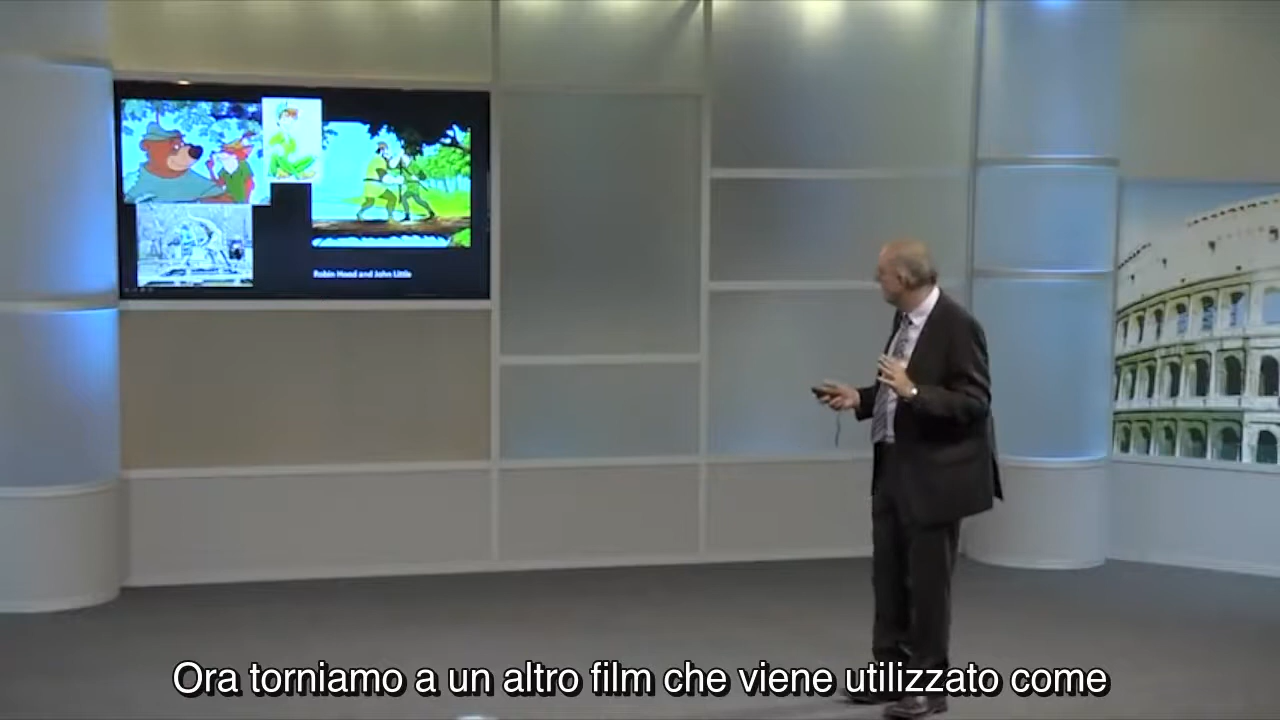 Robin Hood and John Little
Ora torniamo a un altro film che viene utilizzato come